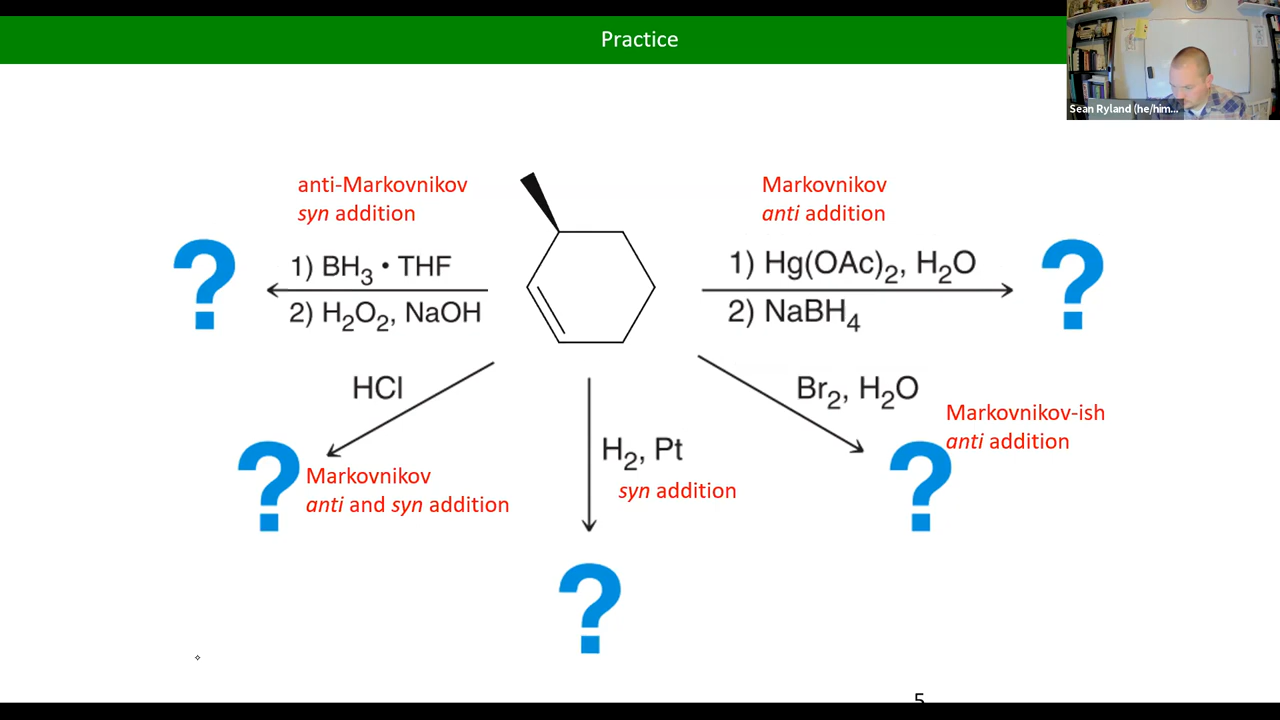 Practice
Sean Ryland (he/him...
anti-Markovnikov
syn addition
1) BH3 • THF
2) H2O2, NaOH
?
Markovnikov
anti addition
1) Hg(OAc)2, H2O
2) NaBH4
?
HCl
?
Markovnikov
anti and syn addition
H2, Pt
syn addition
?
Br2, H2O
Markovnikov-ish
anti addition
?
5